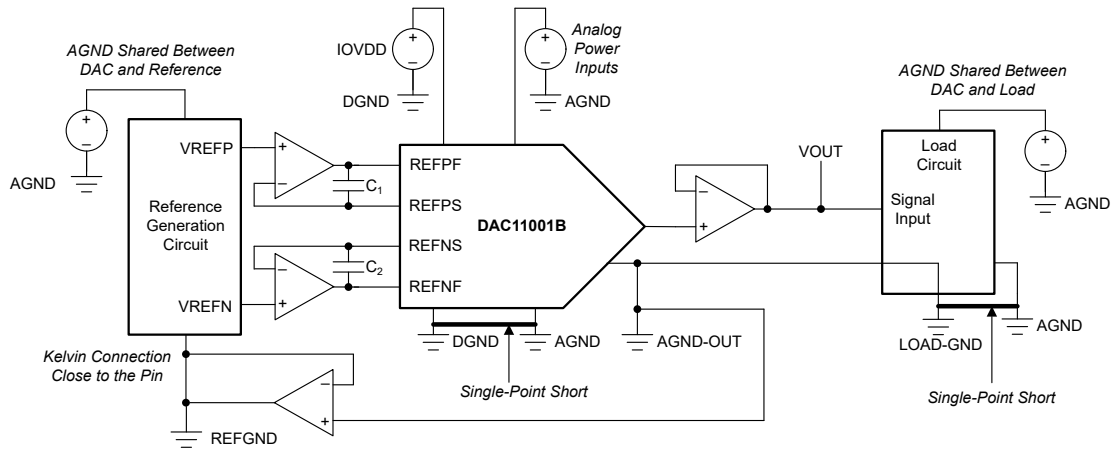 AGND Shared Between
DAC and Reference
IOVDD
+
−
DGND
+
−
AGND
Analog
Power
Inputs
AGND Shared Between
DAC and Load
+
−
AGND
VREFP
Reference
Generation
Circuit
VREFN
+
−
C1
−
+
C2
REFPF
REFPS
DAC11001B
REFNS
REFNF
−
+
VOUT
Load
Circuit
Signal
Input
+
−
AGND
DGND
AGND
AGND-OUT
LOAD-GND
AGND
Kelvin Connection
Close to the Pin
Single-Point Short
Single-Point Short
−
+
REFGND